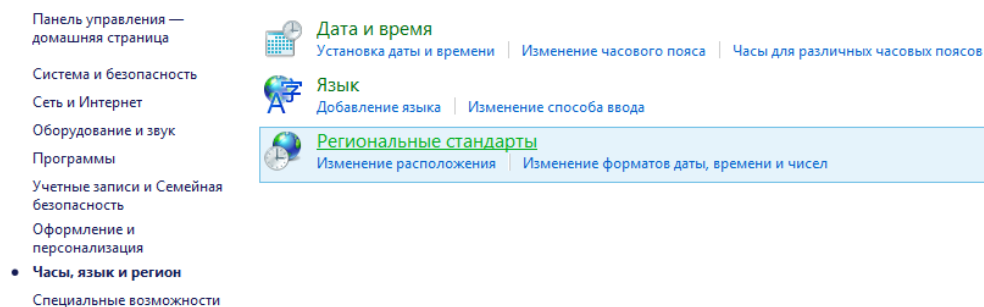 Панель управления —
домашняя страница
Система и безопасность
Сеть и Интернет
Оборудование и звук
Программы
Учетные записи и Семейная
безопасность
Оформление и
персонализация
Часы, язык и регион
Специальные возможности
Дата и время
Установка даты и времени Изменение часового пояса Часы для различных часовых поясов
Язык
Добавление языка Изменение способа ввода
Региональные стандарты
Изменение расположения Изменение форматов даты, времени и чисел